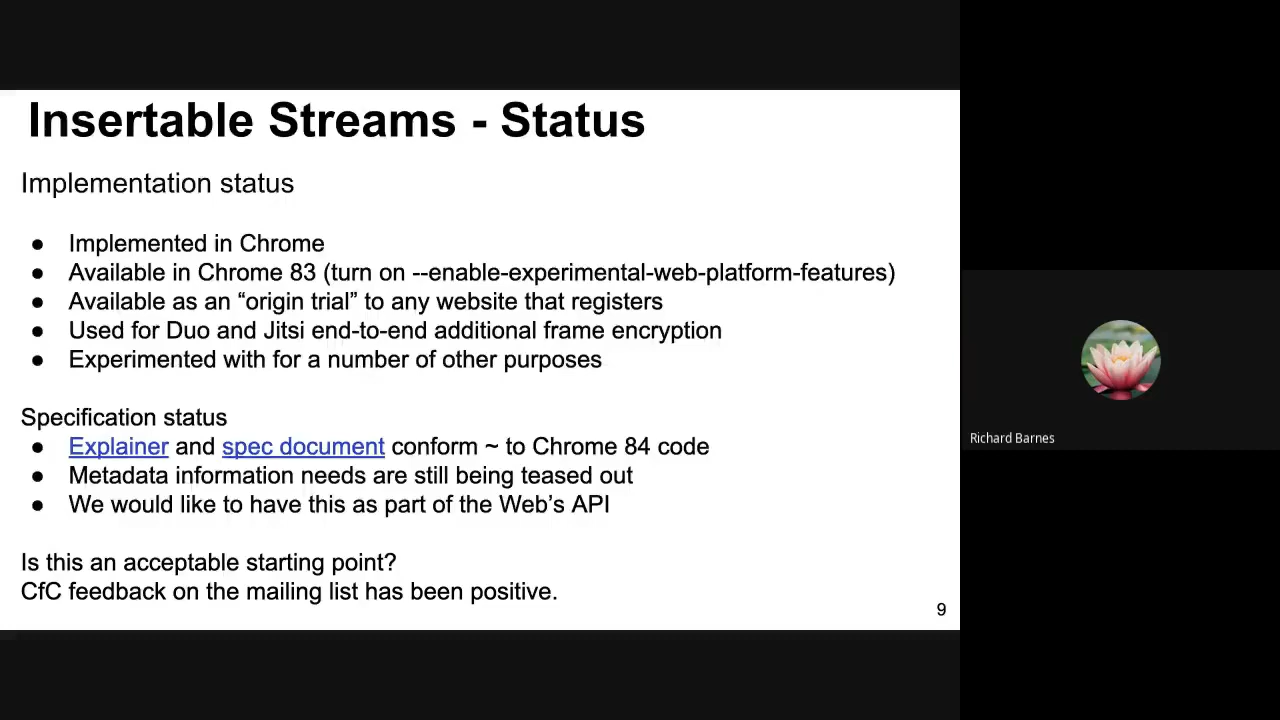 Insertable Streams - Status
Implementation status
● Implemented in Chrome
● Available in Chrome 83 (turn on --enable-experimental-web-platform-features)
● Available as an “origin trial” to any website that registers
● Used for Duo and Jitsi end-to-end additional frame encryption
● Experimented with for a number of other purposes
Specification status
● Explainer and spec document conform ~ to Chrome 84 code
● Metadata information needs are still being teased out
● We would like to have this as part of the Web’s API
Is this an acceptable starting point?
CfC feedback on the mailing list has been positive.
9
Richard Barnes